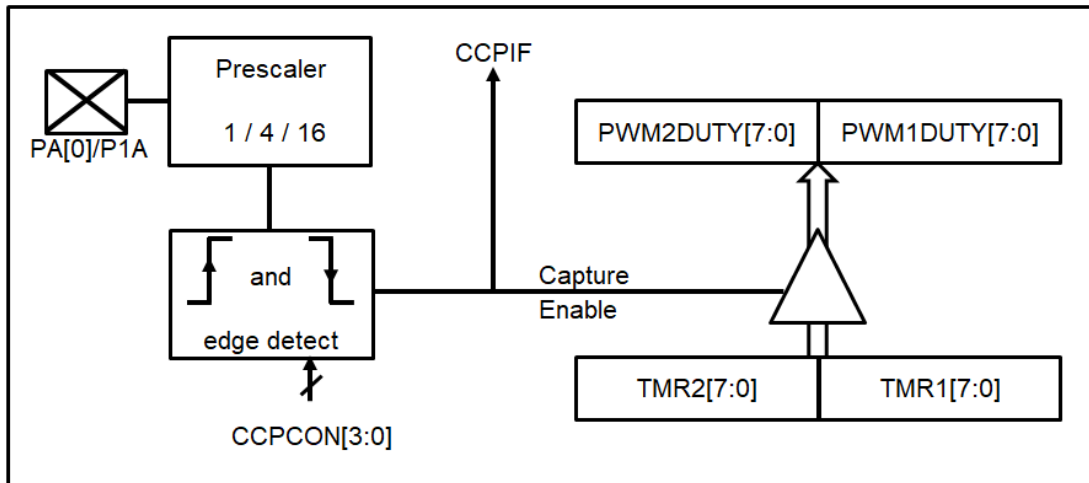 Prescaler
1 / 4 / 16
PA[0]/P1A
CCPIF
PWM2DUTY[7:0]
PWM1DUTY[7:0]
and
edge detect
Capture
Enable
CCPCON[3:0]
TMR2[7:0]
TMR1[7:0]